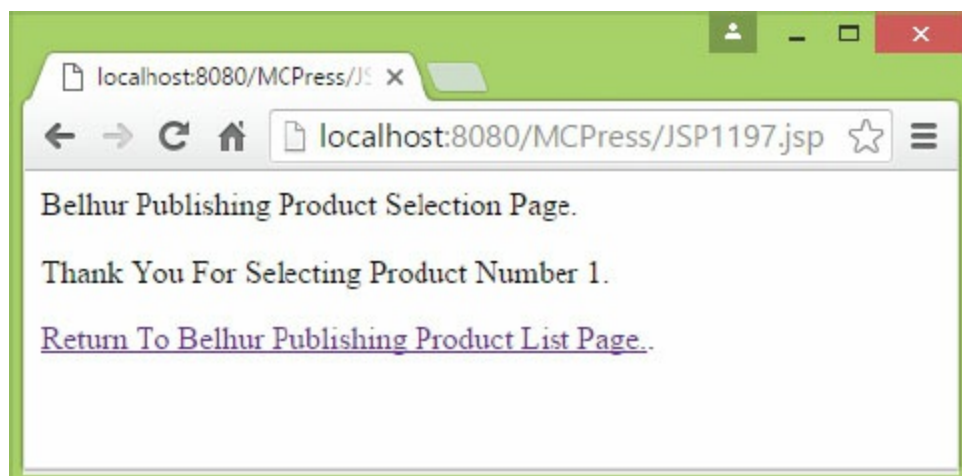 localhost:8080/MCPress/JS
localhost:8080/MCPress/JSP1197.jsp
Belhur Publishing Product Selection Page.
Thank You For Selecting Product Number 1.
Return To Belhur Publishing Product List Page..